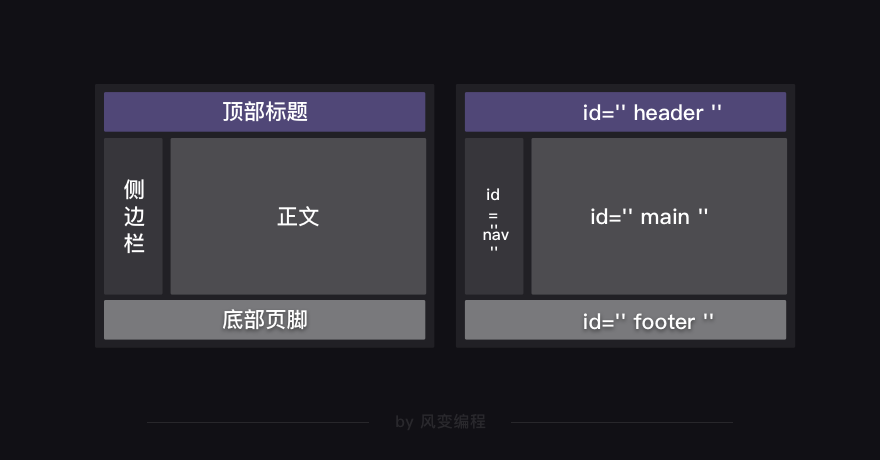 顶部标题
侧
边
栏
正文
底部页脚
id='' header ''
id
=
''
nav
''
id='' main ''
id='' footer ''
by 风变编程